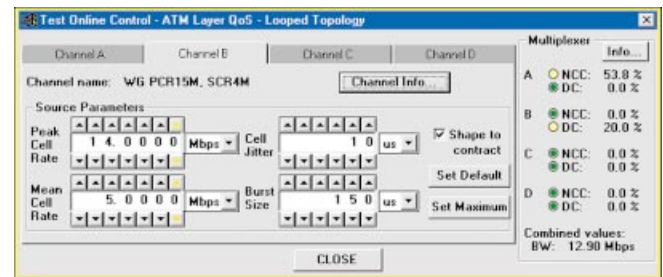 Test Online Control - ATM Layer QoS - Looped Topology
Channel A Channel B Channel C Channel D
Channel name: WG PCR15M, SCR4M Channel Info...
Source Parameters
Peak Cell Rate 1 4. 0 0 0 0 Mbps Cell Jitter 1 0 us
Shape to contract
Set Default
Mean Cell Rate 5. 0 0 0 0 Mbps Burst Size 1 5 0 us
Set Maximum
CLOSE
Multiplexer
Info...
A NCC: 53.8 %
DC: 0.0 %
B NCC: 0.0 %
DC: 20.0 %
C NCC: 0.0 %
DC: 0.0 %
D NCC: 0.0 %
DC: 0.0 %
Combined values:
BW: 12.90 Mbps